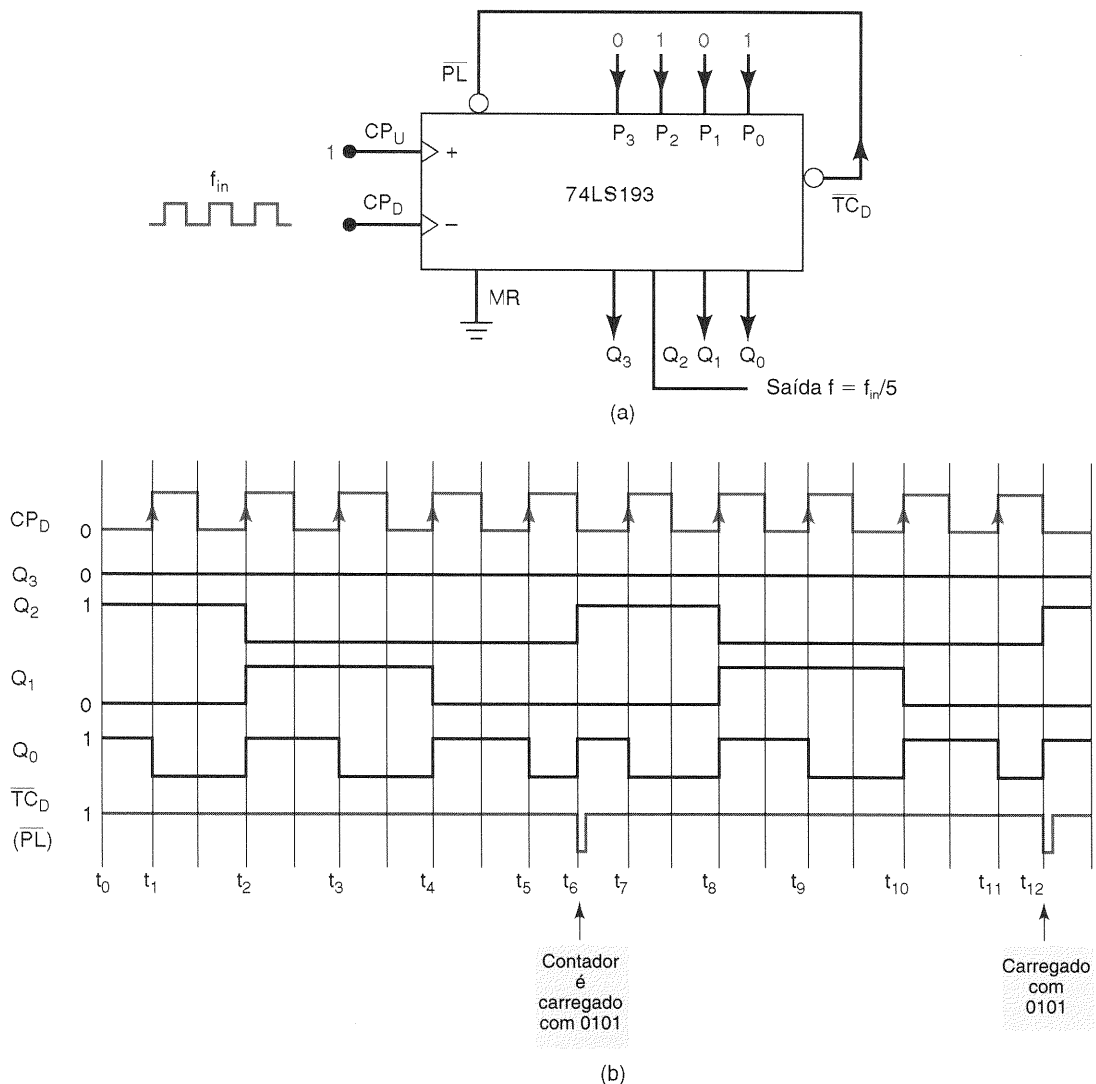 0 1 0 1
PL
P3 P2 P1 P0
CPU
1
+
fin
74LS193
TCD
CPD
−
MR
Q3 Q2 Q1 Q0
Saída f = fin/5
(a)
CPD 0
Q3 0
Q2 1
Q1 0
Q0 1
TCD 1
(PL)
t0 t1 t2 t3 t4 t5 t6 t7 t8 t9 t10 t11 t12
Contador
é
carregado
com 0101
Carregado
com
0101
(b)